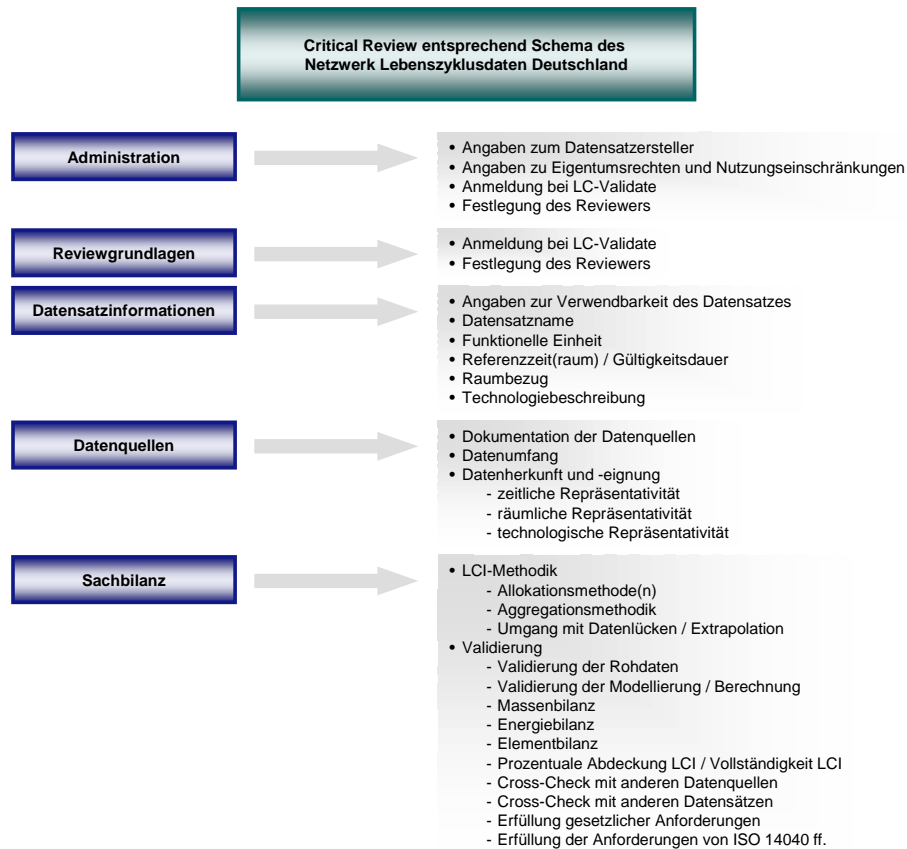 Critical Review entsprechend Schema des
Netzwerk Lebenszyklusdaten Deutschland
Administration
• Angaben zum Datensatzersteller
• Angaben zu Eigentumsrechten und Nutzungseinschränkungen
• Anmeldung bei LC-Validate
• Festlegung des Reviewers
Reviewgrundlagen
• Anmeldung bei LC-Validate
• Festlegung des Reviewers
Datensatzinformationen
• Angaben zur Verwendbarkeit des Datensatzes
• Datensatzname
• Funktionelle Einheit
• Referenzzeit(raum) / Gültigkeitsdauer
• Raumbezug
• Technologiebeschreibung
Datenquellen
• Dokumentation der Datenquellen
• Datenumfang
• Datenherkunft und -eignung
- zeitliche Repräsentativität
- räumliche Repräsentativität
- technologische Repräsentativität
Sachbilanz
• LCI-Methodik
- Allokationsmethode(n)
- Aggregationsmethodik
- Umgang mit Datenlücken / Extrapolation
• Validierung
- Validierung der Rohdaten
- Validierung der Modellierung / Berechnung
- Massenbilanz
- Energiebilanz
- Elementbilanz
- Prozentuale Abdeckung LCI / Vollständigkeit LCI
- Cross-Check mit anderen Datenquellen
- Cross-Check mit anderen Datensätzen
- Erfüllung gesetzlicher Anforderungen
- Erfüllung der Anforderungen von ISO 14040 ff.